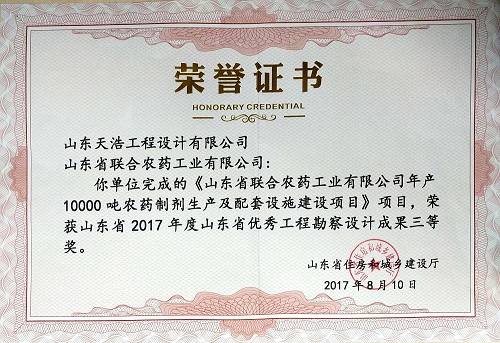 荣誉证书
HONORARY CREDENTIAL
山东天浩工程设计有限公司
山东省联合农药工业有限公司：
你单位完成的《山东省联合农药工业有限公司年产
10000吨农药制剂生产及配套设施建设项目》项目，荣
获山东省2017年度山东省优秀工程勘察设计成果三等
奖。
山东省住房和城乡建设厅
2017年8月10日